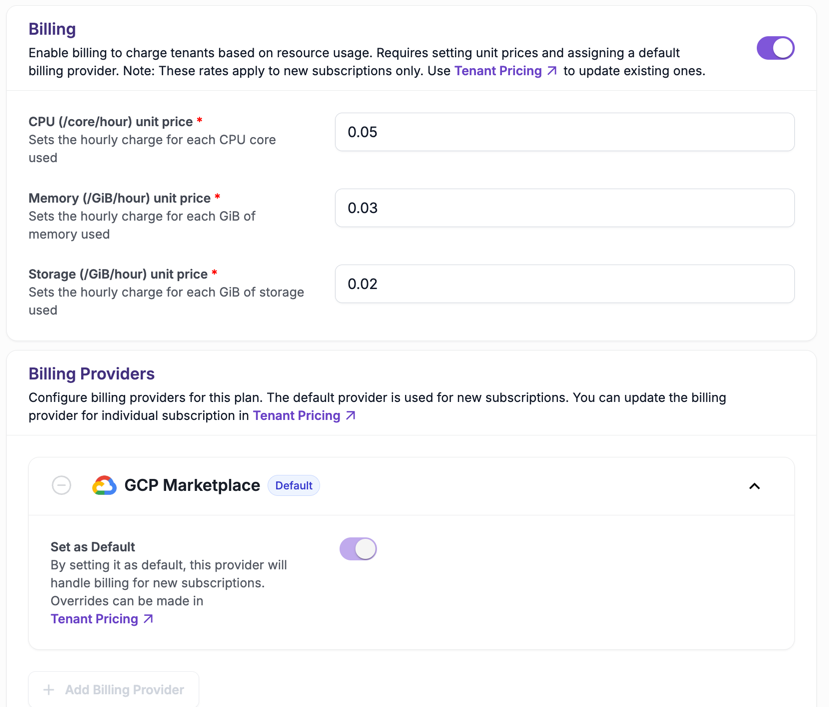 Billing
Enable billing to charge tenants based on resource usage. Requires setting unit prices and assigning a default
billing provider. Note: These rates apply to new subscriptions only. Use Tenant Pricing ↗ to update existing ones.
CPU (/core/hour) unit price *
Sets the hourly charge for each CPU core
used
0.05
Memory (/GiB/hour) unit price *
Sets the hourly charge for each GiB of
memory used
0.03
Storage (/GiB/hour) unit price *
Sets the hourly charge for each GiB of storage
used
0.02
Billing Providers
Configure billing providers for this plan. The default provider is used for new subscriptions. You can update the billing
provider for individual subscription in Tenant Pricing ↗
GCP Marketplace Default
Set as Default
By setting it as default, this provider will
handle billing for new subscriptions.
Overrides can be made in
Tenant Pricing ↗
+ Add Billing Provider